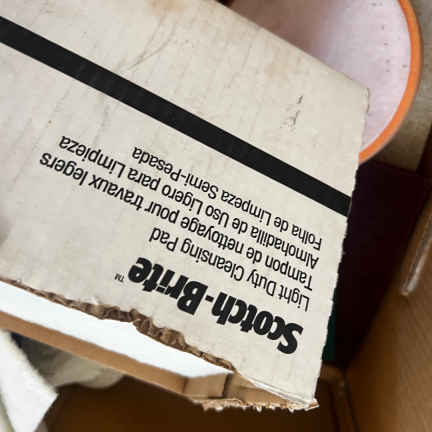 Scotch-Brite™
Light Duty Cleansing Pad
Tampon de nettoyage pour travaux légers
Almohadilla de Uso Ligero para Limpieza
Folha de Limpeza Semi-Pesada